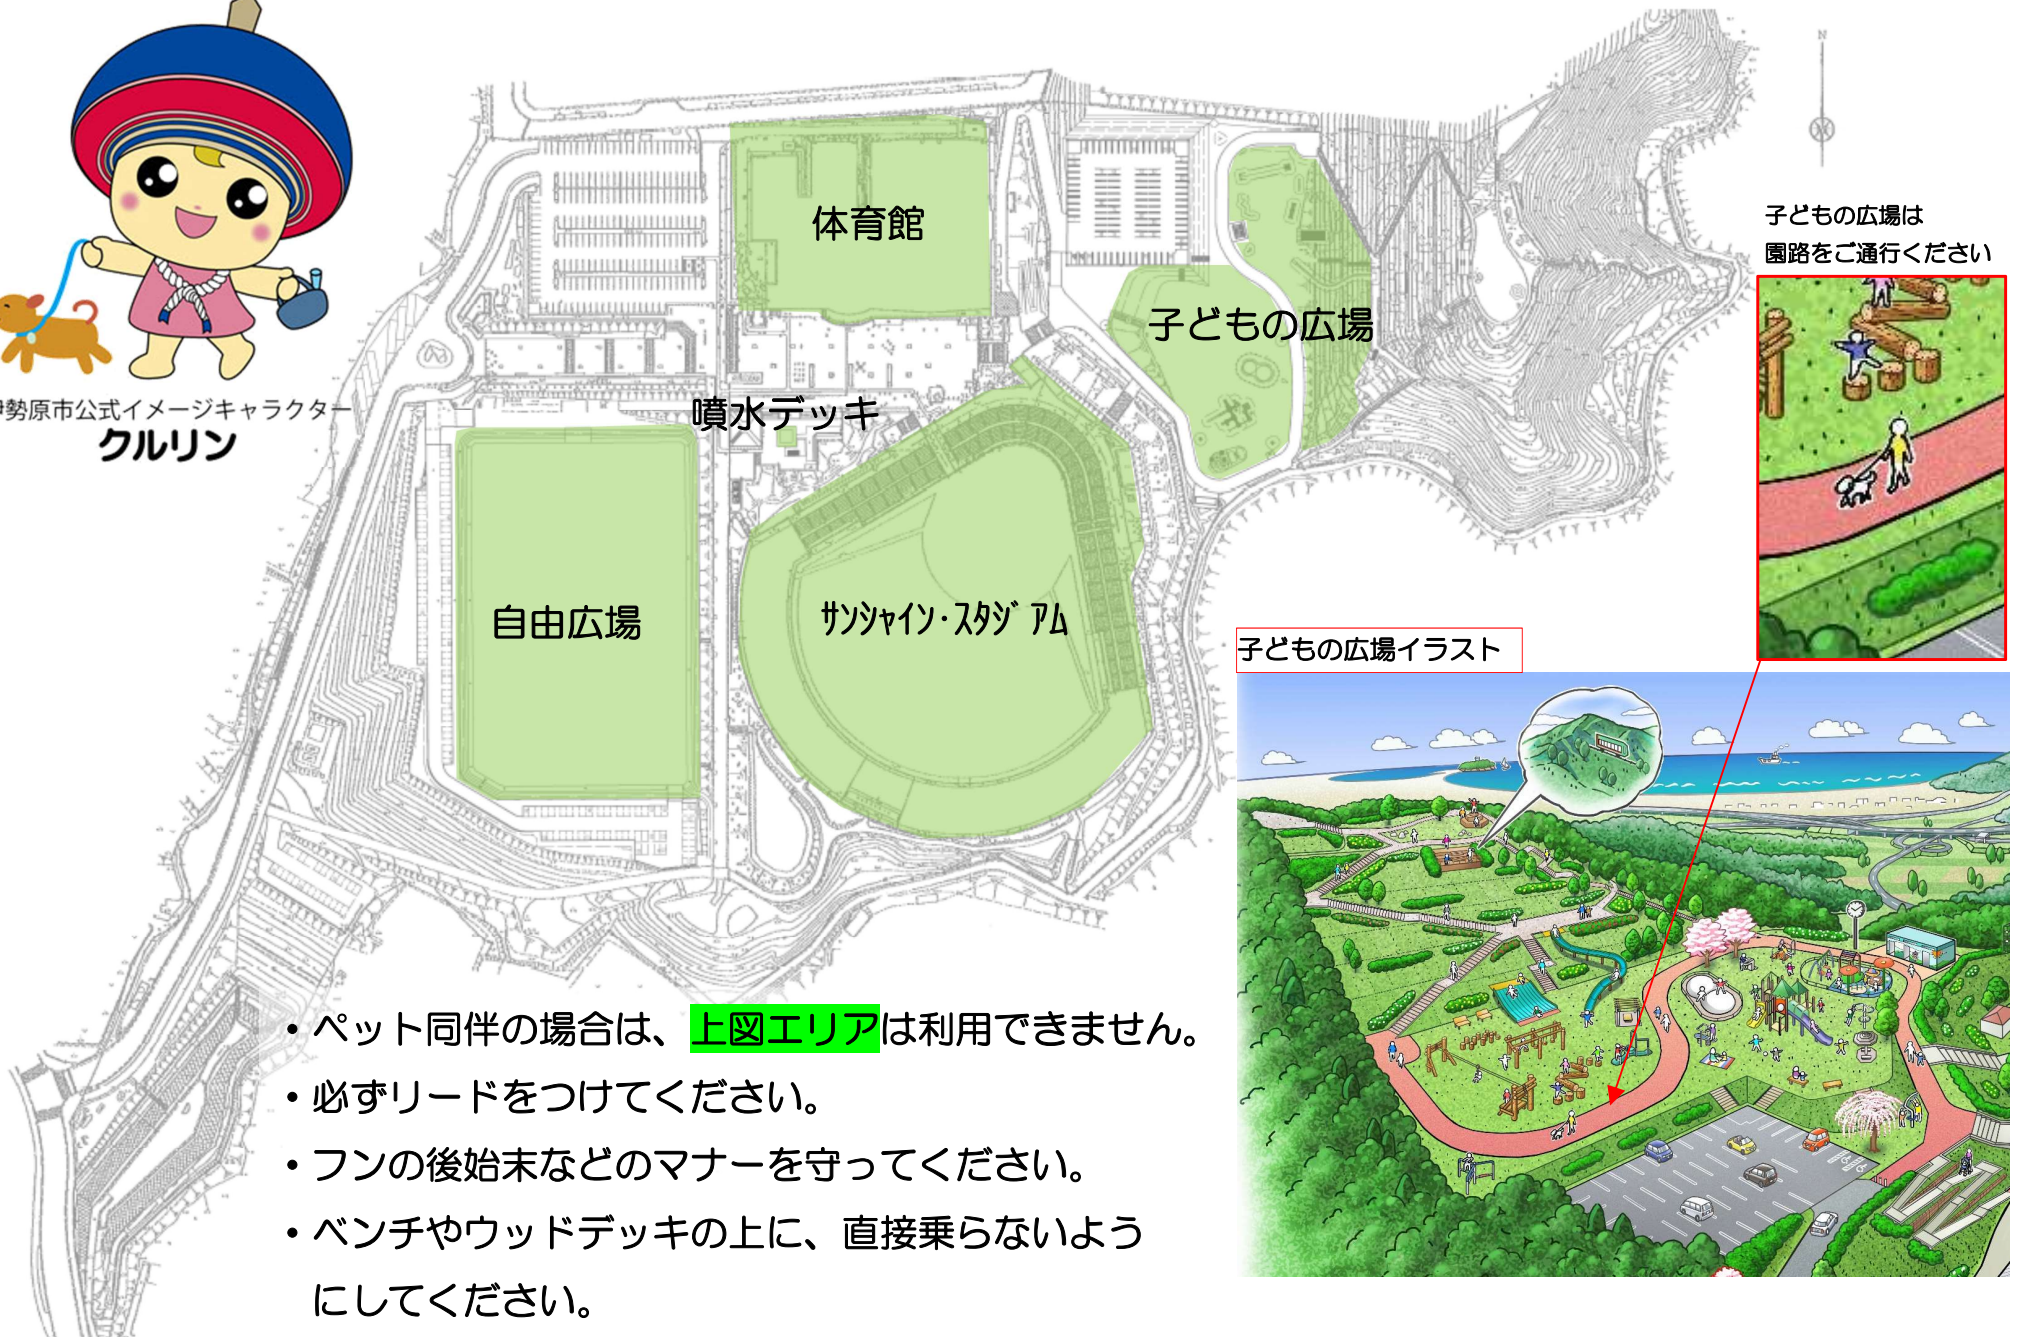 N
体育館
子どもの広場は
園路をご通行ください
子どもの広場
伊勢原市公式イメージキャラクター
クルリン
噴水デッキ
自由広場
ｻﾝｼｬｲﾝ･ｽﾀｼﾞｱﾑ
子どもの広場イラスト
・ペット同伴の場合は、上図エリアは利用できません。
・必ずリードをつけてください。
・フンの後始末などのマナーを守ってください。
・ベンチやウッドデッキの上に、直接乗らないよう
にしてください。